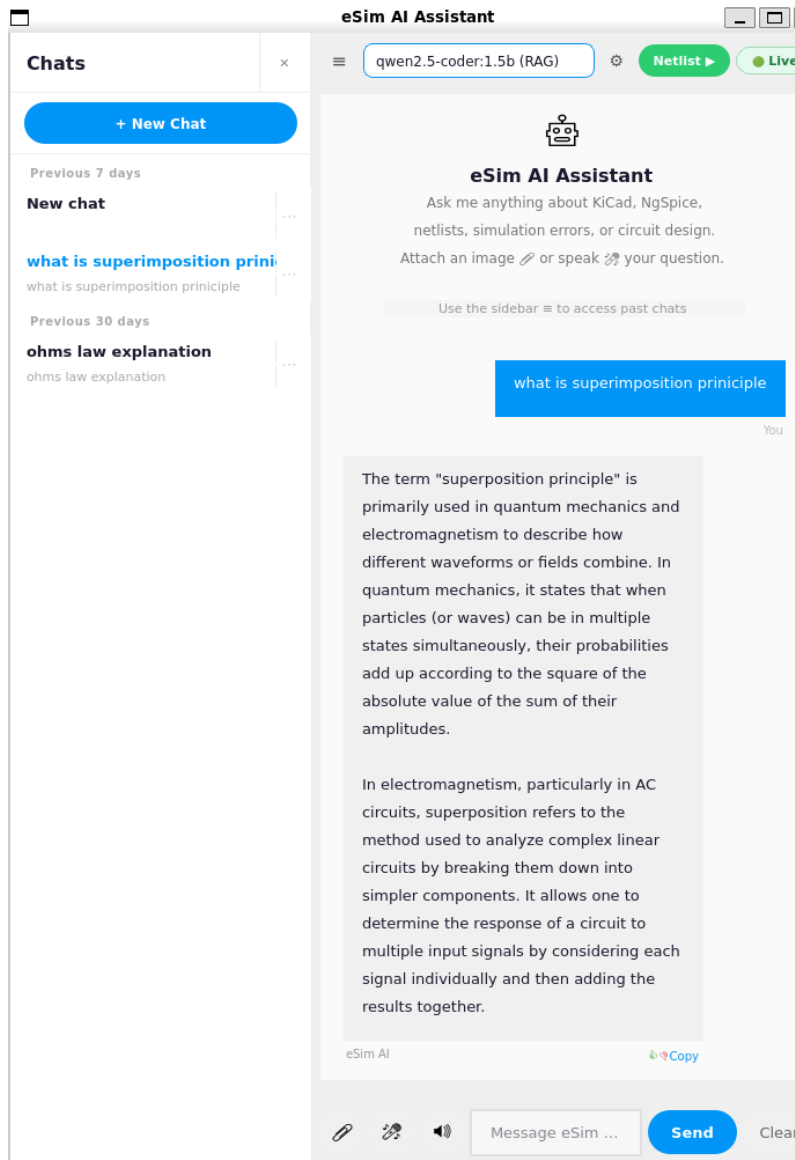 eSim AI Assistant
Chats
×
+ New Chat
Previous 7 days
New chat
...
what is superimposition prini
what is superimposition priniciple
...
Previous 30 days
ohms law explanation
ohms law explanation
...
≡
qwen2.5-coder:1.5b (RAG)
Netlist ▶
Live
eSim AI Assistant
Ask me anything about KiCad, NgSpice,
netlists, simulation errors, or circuit design.
Attach an image or speak your question.
Use the sidebar ≡ to access past chats
what is superimposition priniciple
You
The term "superposition principle" is
primarily used in quantum mechanics and
electromagnetism to describe how
different waveforms or fields combine. In
quantum mechanics, it states that when
particles (or waves) can be in multiple
states simultaneously, their probabilities
add up according to the square of the
absolute value of the sum of their
amplitudes.
In electromagnetism, particularly in AC
circuits, superposition refers to the
method used to analyze complex linear
circuits by breaking them down into
simpler components. It allows one to
determine the response of a circuit to
multiple input signals by considering each
signal individually and then adding the
results together.
eSim AI
Copy
Message eSim ...
Send
Clear